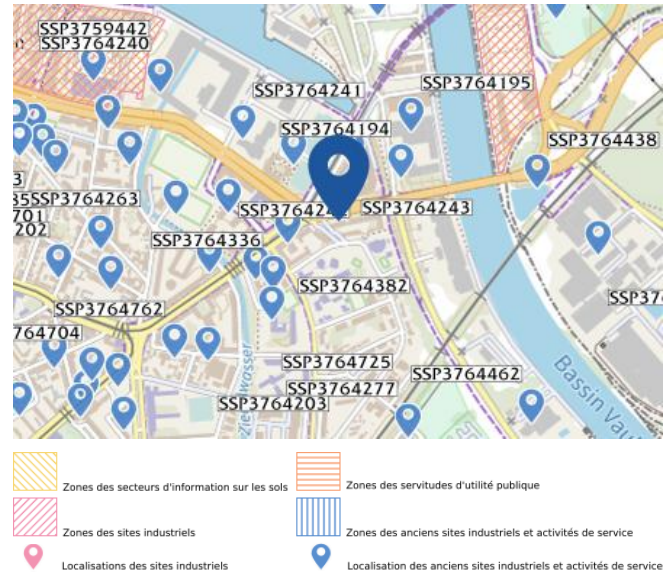 SSP3759442
SSP3764240
SSP3764241
SSP3764195
SSP3764194
SSP3764438
SSP3764263
SSP3764243
SSP3764336
SSP3764382
SSP3764762
764704
SSP3764725
SSP3764462
SSP3764277
SSP3764203
Ziegelwasser
Bassin Vau
Zones des secteurs d'information sur les sols
Zones des servitudes d'utilité publique
Zones des sites industriels
Zones des anciens sites industriels et activités de service
Localisations des sites industriels
Localisation des anciens sites industriels et activités de service